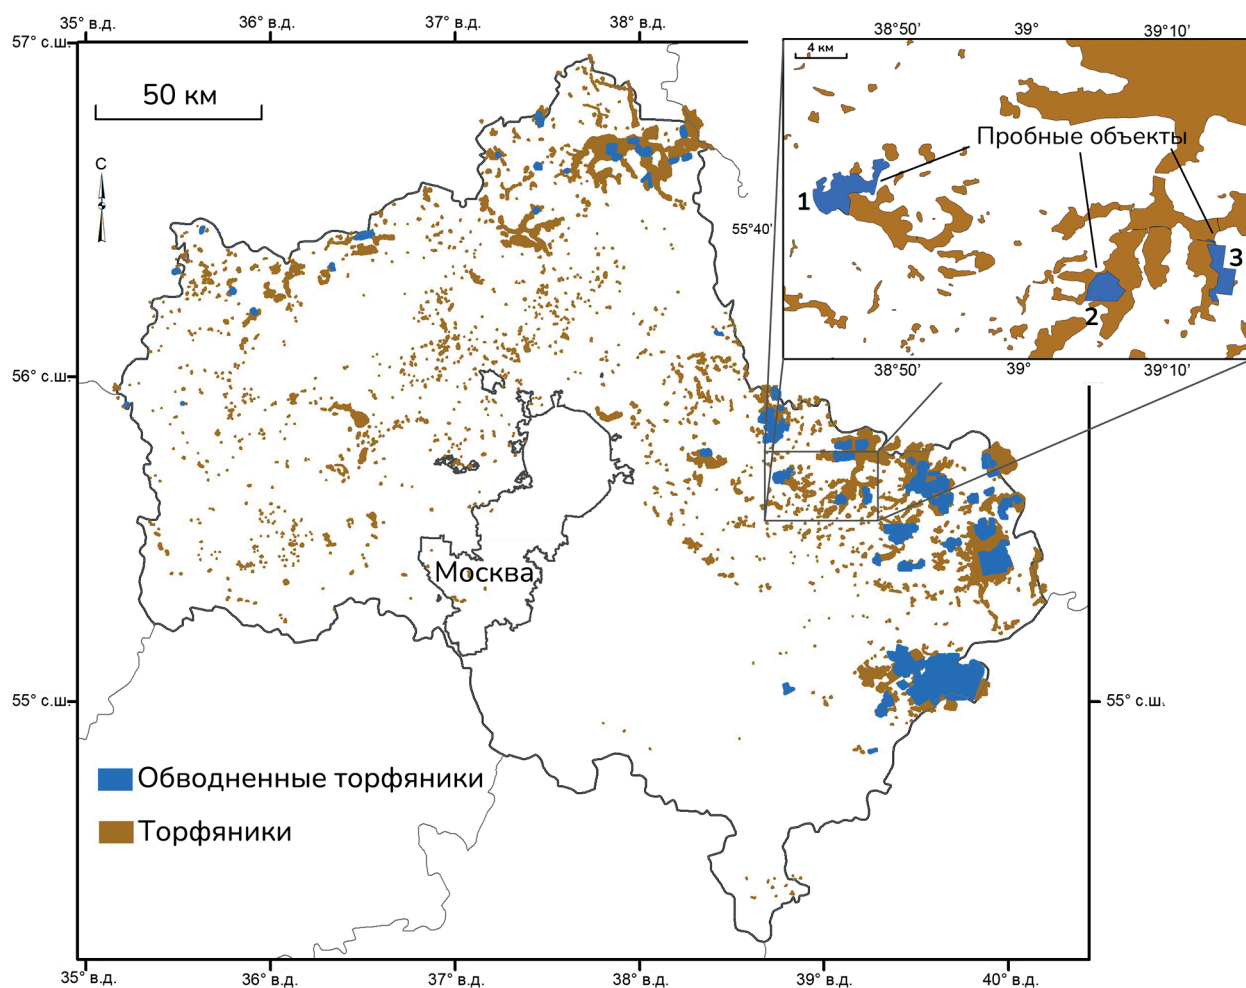 35° в.д.
36° в.д.
37° в.д.
38° в.д.
57° с.ш.
38°50'
39°
39°10'
4 км
50 км
С
Пробные объекты
1
55°40'
3
2
38°50'
39°
39°10'
56° с.ш.
Москва
55° с.ш.
55° с.ш.
Обводненные торфяники
Торфяники
35° в.д.
36° в.д.
37° в.д.
38° в.д.
39° в.д.
40° в.д.